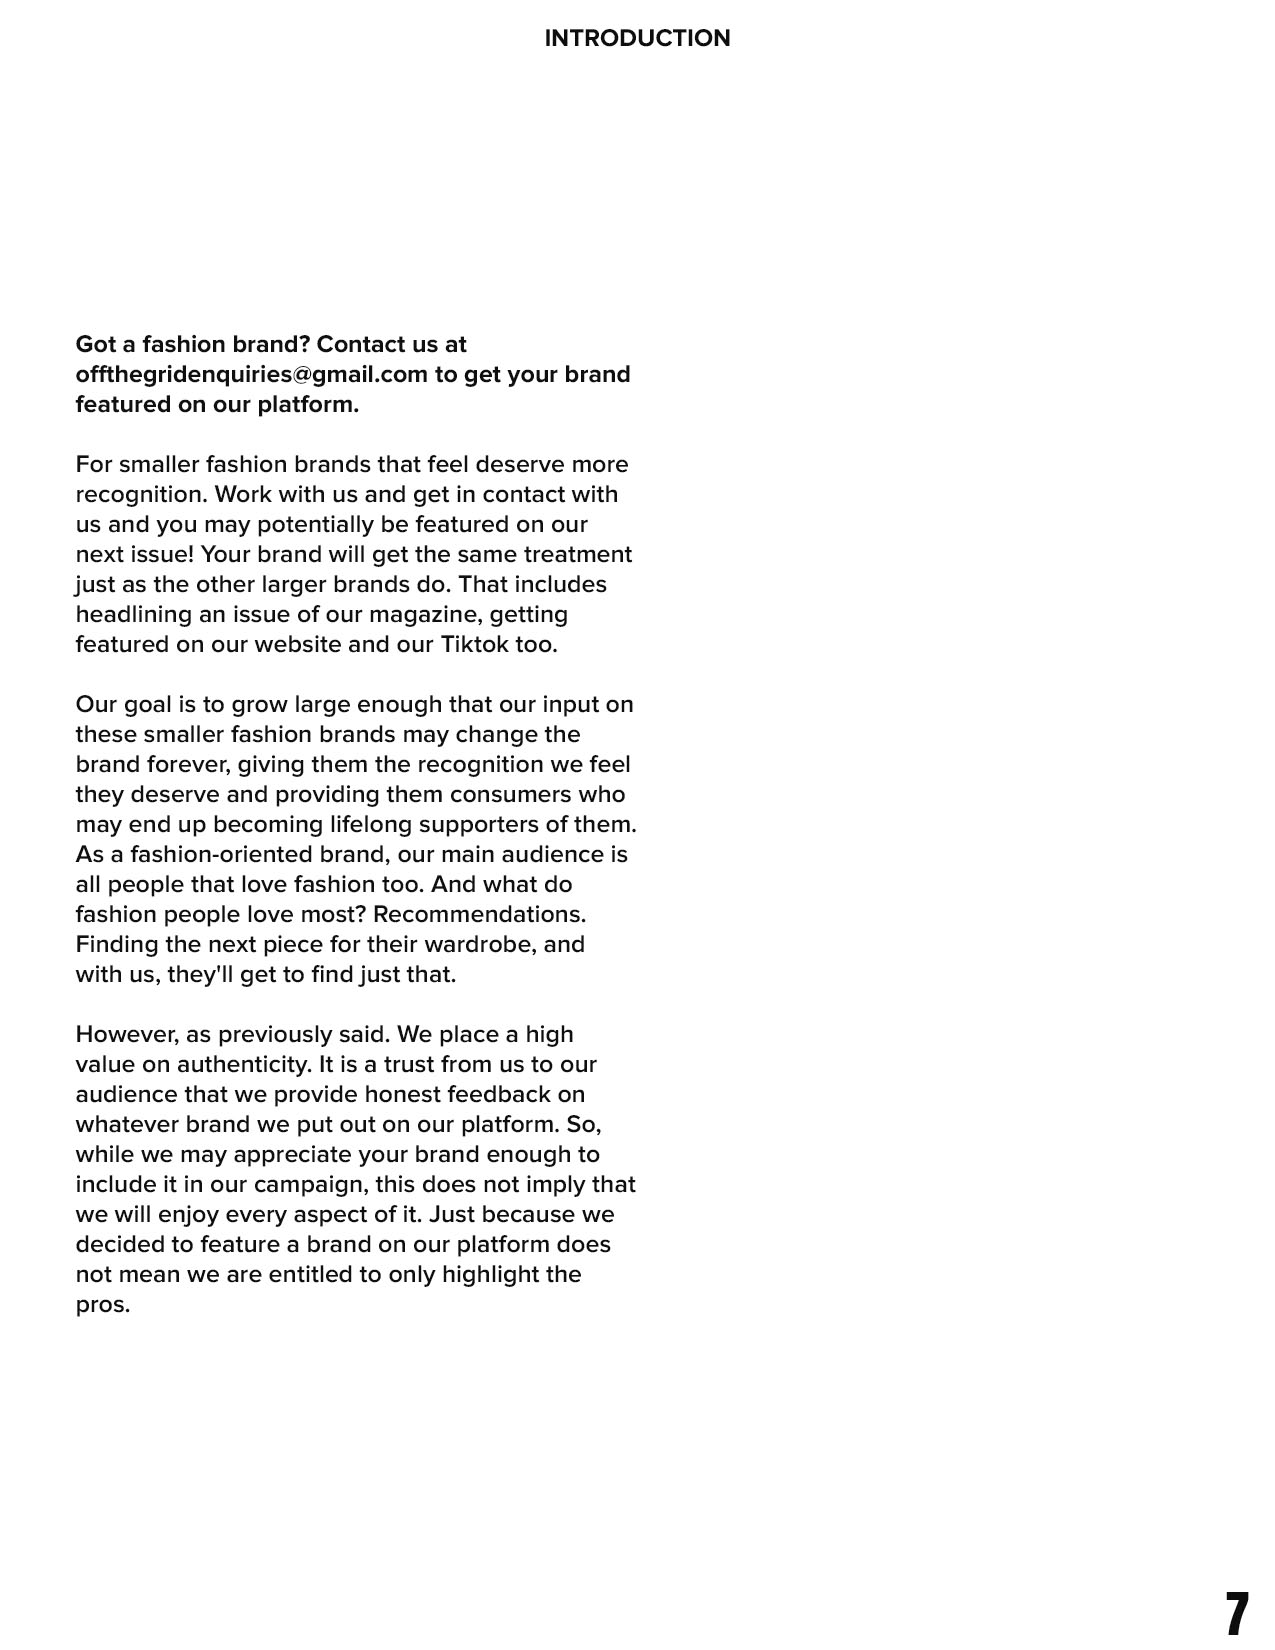 INTRODUCTION
Got a fashion brand? Contact us at
offthegridenquiries@gmail.com to get your brand
featured on our platform.
For smaller fashion brands that feel deserve more
recognition. Work with us and get in contact with
us and you may potentially be featured on our
next issue! Your brand will get the same treatment
just as the other larger brands do. That includes
headlining an issue of our magazine, getting
featured on our website and our Tiktok too.
Our goal is to grow large enough that our input on
these smaller fashion brands may change the
brand forever, giving them the recognition we feel
they deserve and providing them consumers who
may end up becoming lifelong supporters of them.
As a fashion-oriented brand, our main audience is
all people that love fashion too. And what do
fashion people love most? Recommendations.
Finding the next piece for their wardrobe, and
with us, they'll get to find just that.
However, as previously said. We place a high
value on authenticity. It is a trust from us to our
audience that we provide honest feedback on
whatever brand we put out on our platform. So,
while we may appreciate your brand enough to
include it in our campaign, this does not imply that
we will enjoy every aspect of it. Just because we
decided to feature a brand on our platform does
not mean we are entitled to only highlight the
pros.
7